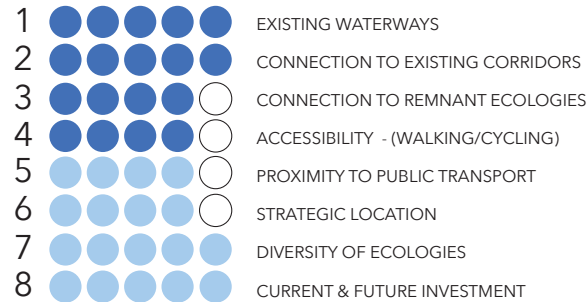 1 EXISTING WATERWAYS
2 CONNECTION TO EXISTING CORRIDORS
3 CONNECTION TO REMNANT ECOLOGIES
4 ACCESSIBILITY - (WALKING/CYCLING)
5 PROXIMITY TO PUBLIC TRANSPORT
6 STRATEGIC LOCATION
7 DIVERSITY OF ECOLOGIES
8 CURRENT & FUTURE INVESTMENT